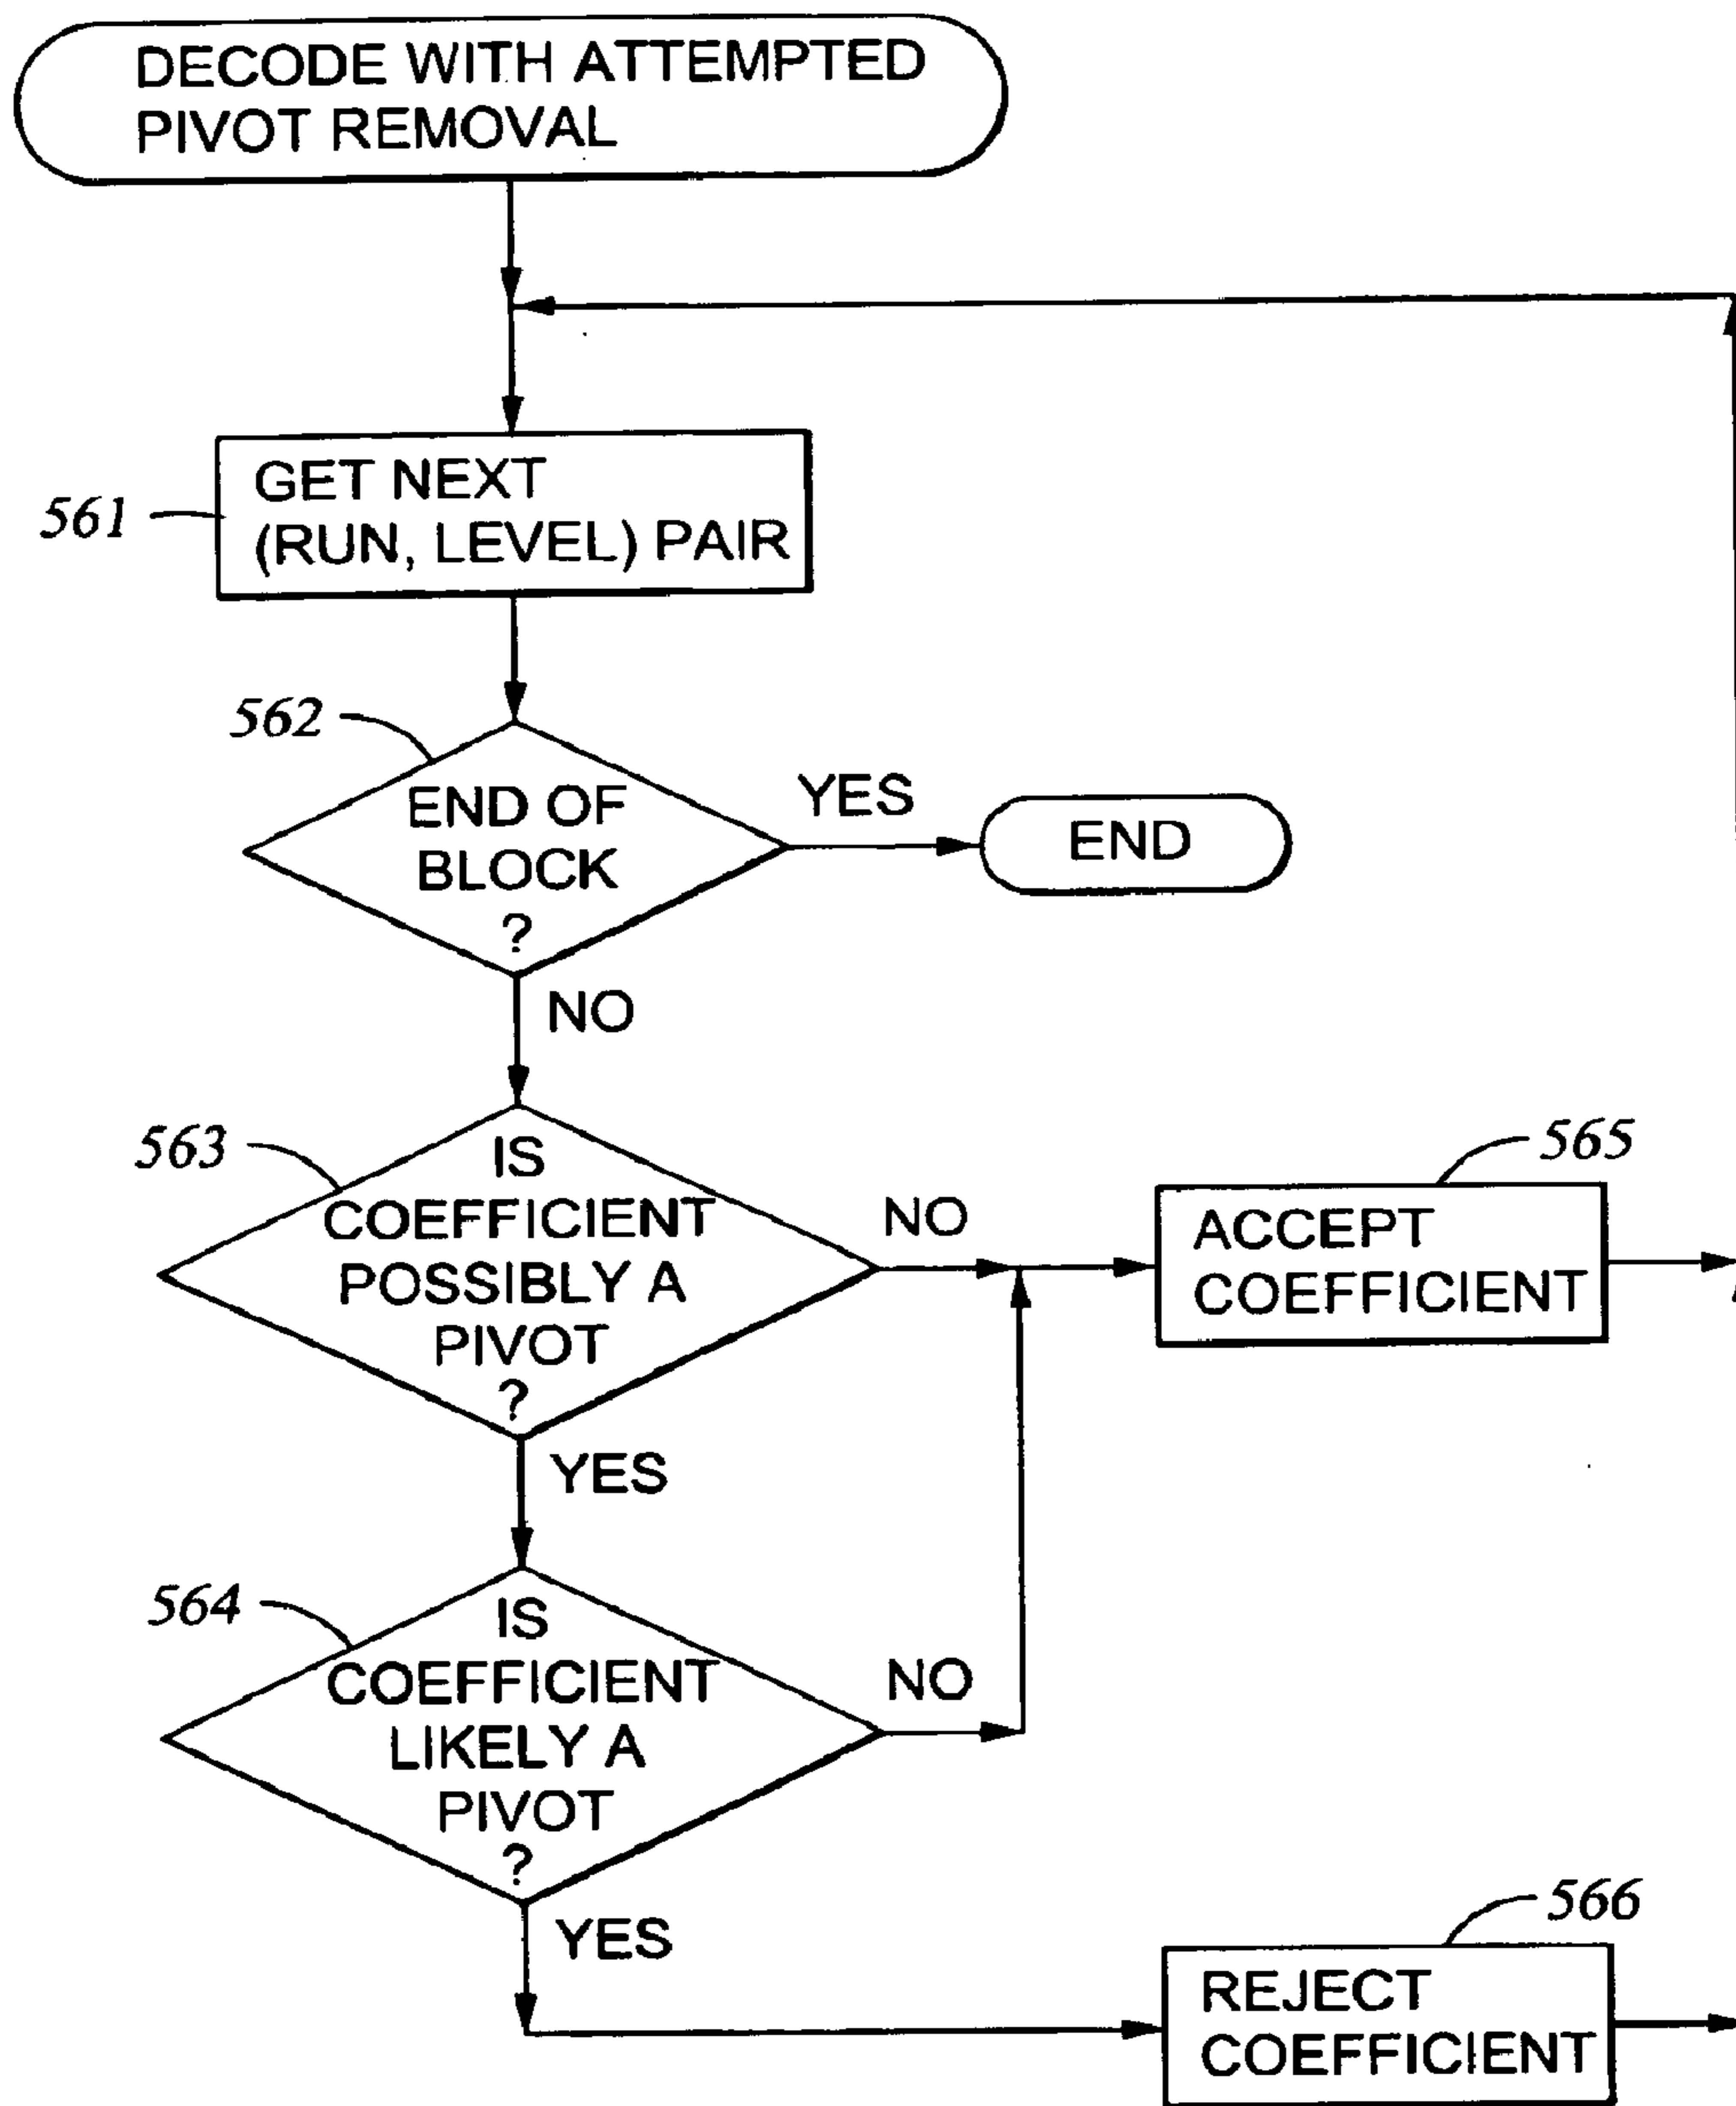 DECODE WITH ATTEMPTED
PIVOT REMOVAL
561
GET NEXT
(RUN, LEVEL) PAIR
562
END OF
BLOCK
?
YES
END
NO
563
IS
COEFFICIENT
POSSIBLY A
PIVOT
?
NO
565
ACCEPT
COEFFICIENT
YES
564
IS
COEFFICIENT
LIKELY A
PIVOT
?
NO
YES
566
REJECT
COEFFICIENT